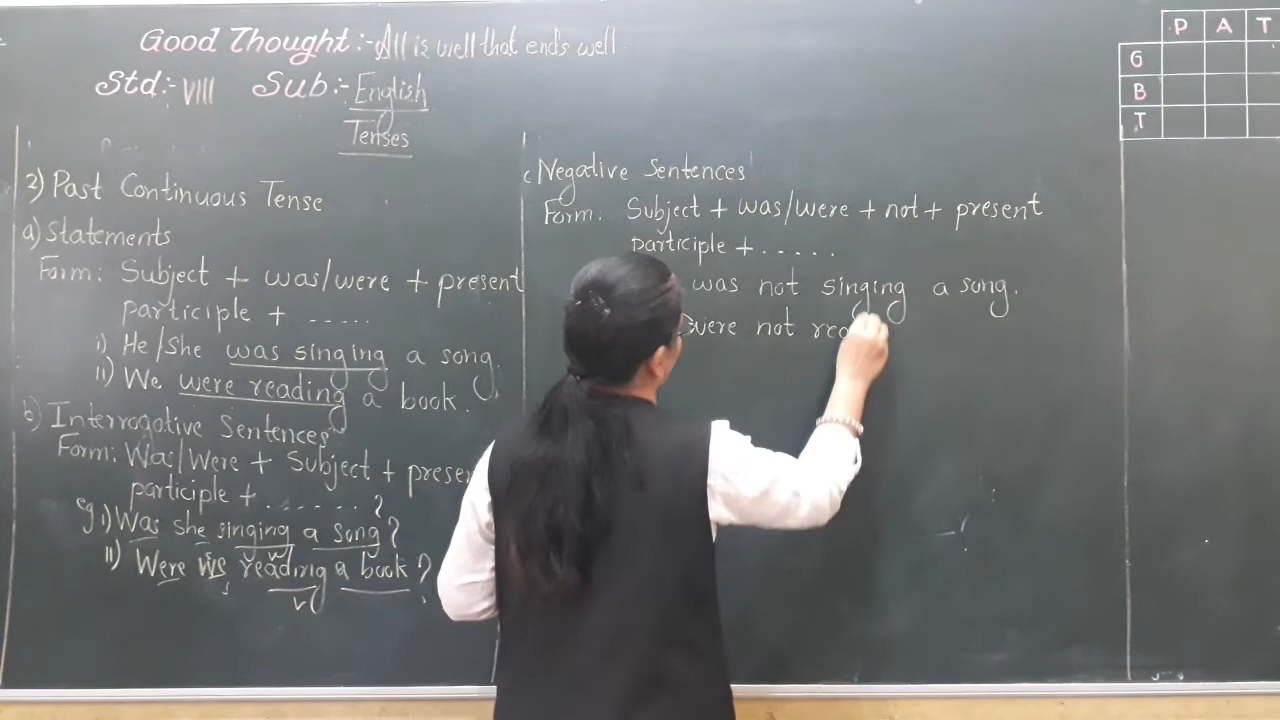 Good Thought :- All is well that ends well
Std:- VIII Sub:- English
Tenses
P A T
G
B
T
3) Past Continuous Tense
a) Statements
Form: Subject + was/were + present
participle + .....
i) He/She was singing a song.
ii) We were reading a book.
b) Interrogative Sentences
Form: Was/Were + Subject + presen
participle + .......?
eg. i) Was she singing a song?
ii) Were we reading a book?
c Negative Sentences
Form: Subject + was/were + not + present
participle + .....
was not singing a song.
were not rea